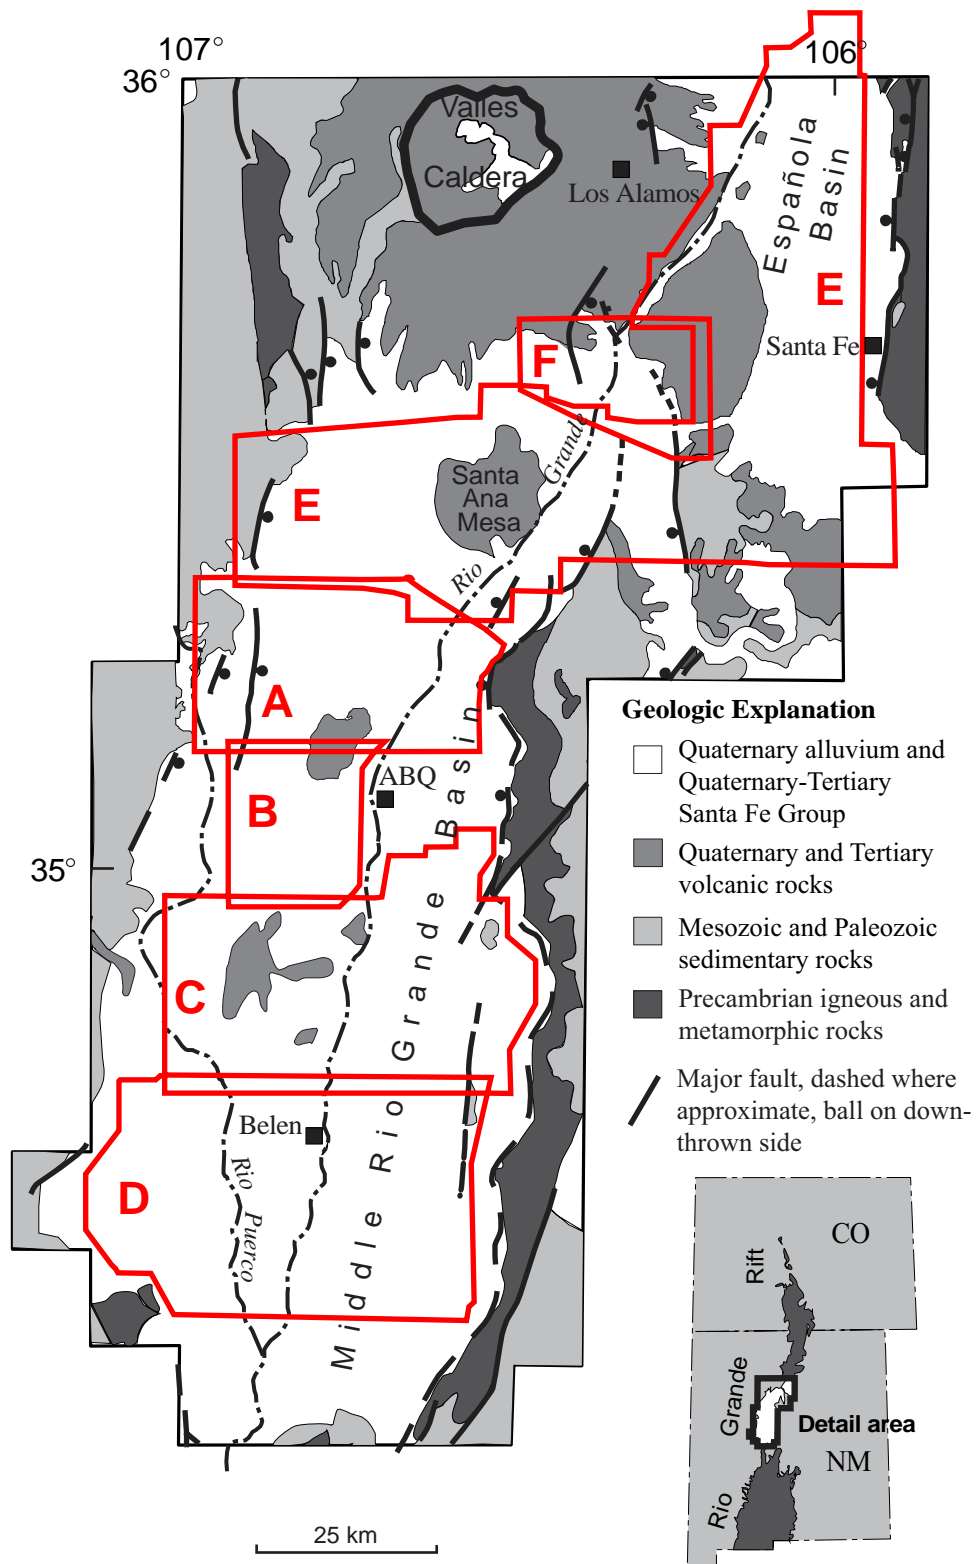 107°
106°
36°
Valles
Caldera
Los Alamos
Española
Basin
E
Santa Fe
F
Grande
Santa
Ana
Mesa
E
Rio
A
Geologic Explanation
Quaternary alluvium and
Quaternary-Tertiary
Santa Fe Group
Quaternary and Tertiary
volcanic rocks
Mesozoic and Paleozoic
sedimentary rocks
Precambrian igneous and
metamorphic rocks
Major fault, dashed where
approximate, ball on down-
thrown side
ABQ
B
35°
C
Middle Rio Grande Basin
Belen
D
Rio Puerco
CO
Rio Grande Rift
Detail area
NM
25 km